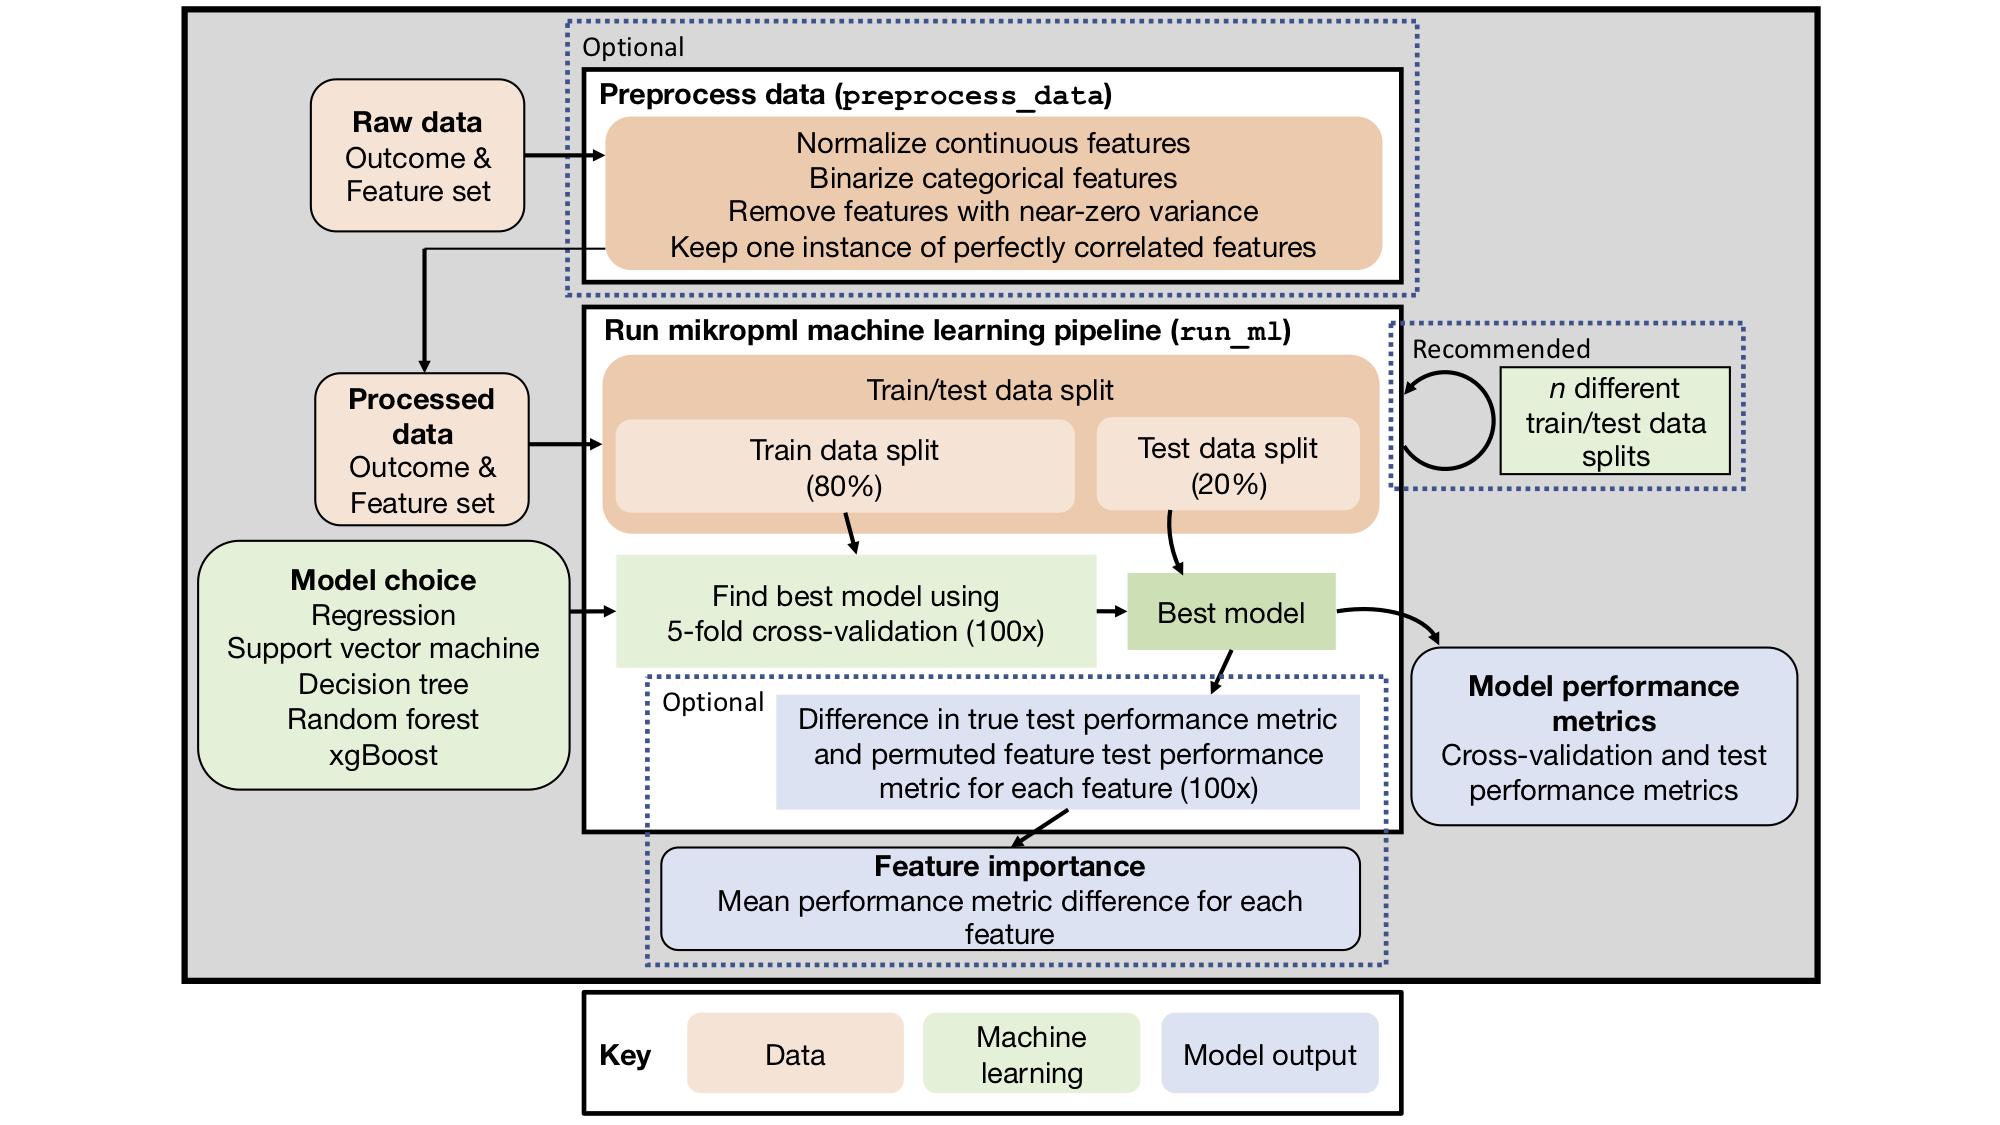 Optional
Preprocess data (preprocess_data)
Raw data
Outcome &
Feature set
Normalize continuous features
Binarize categorical features
Remove features with near-zero variance
Keep one instance of perfectly correlated features
Run mikropml machine learning pipeline (run_ml)
Recommended
n different
train/test data
splits
Processed
data
Outcome &
Feature set
Train/test data split
Train data split
(80%)
Test data split
(20%)
Model choice
Regression
Support vector machine
Decision tree
Random forest
xgBoost
Find best model using
5-fold cross-validation (100x)
Best model
Optional
Difference in true test performance metric
and permuted feature test performance
metric for each feature (100x)
Model performance
metrics
Cross-validation and test
performance metrics
Feature importance
Mean performance metric difference for each
feature
Key
Data
Machine
learning
Model output